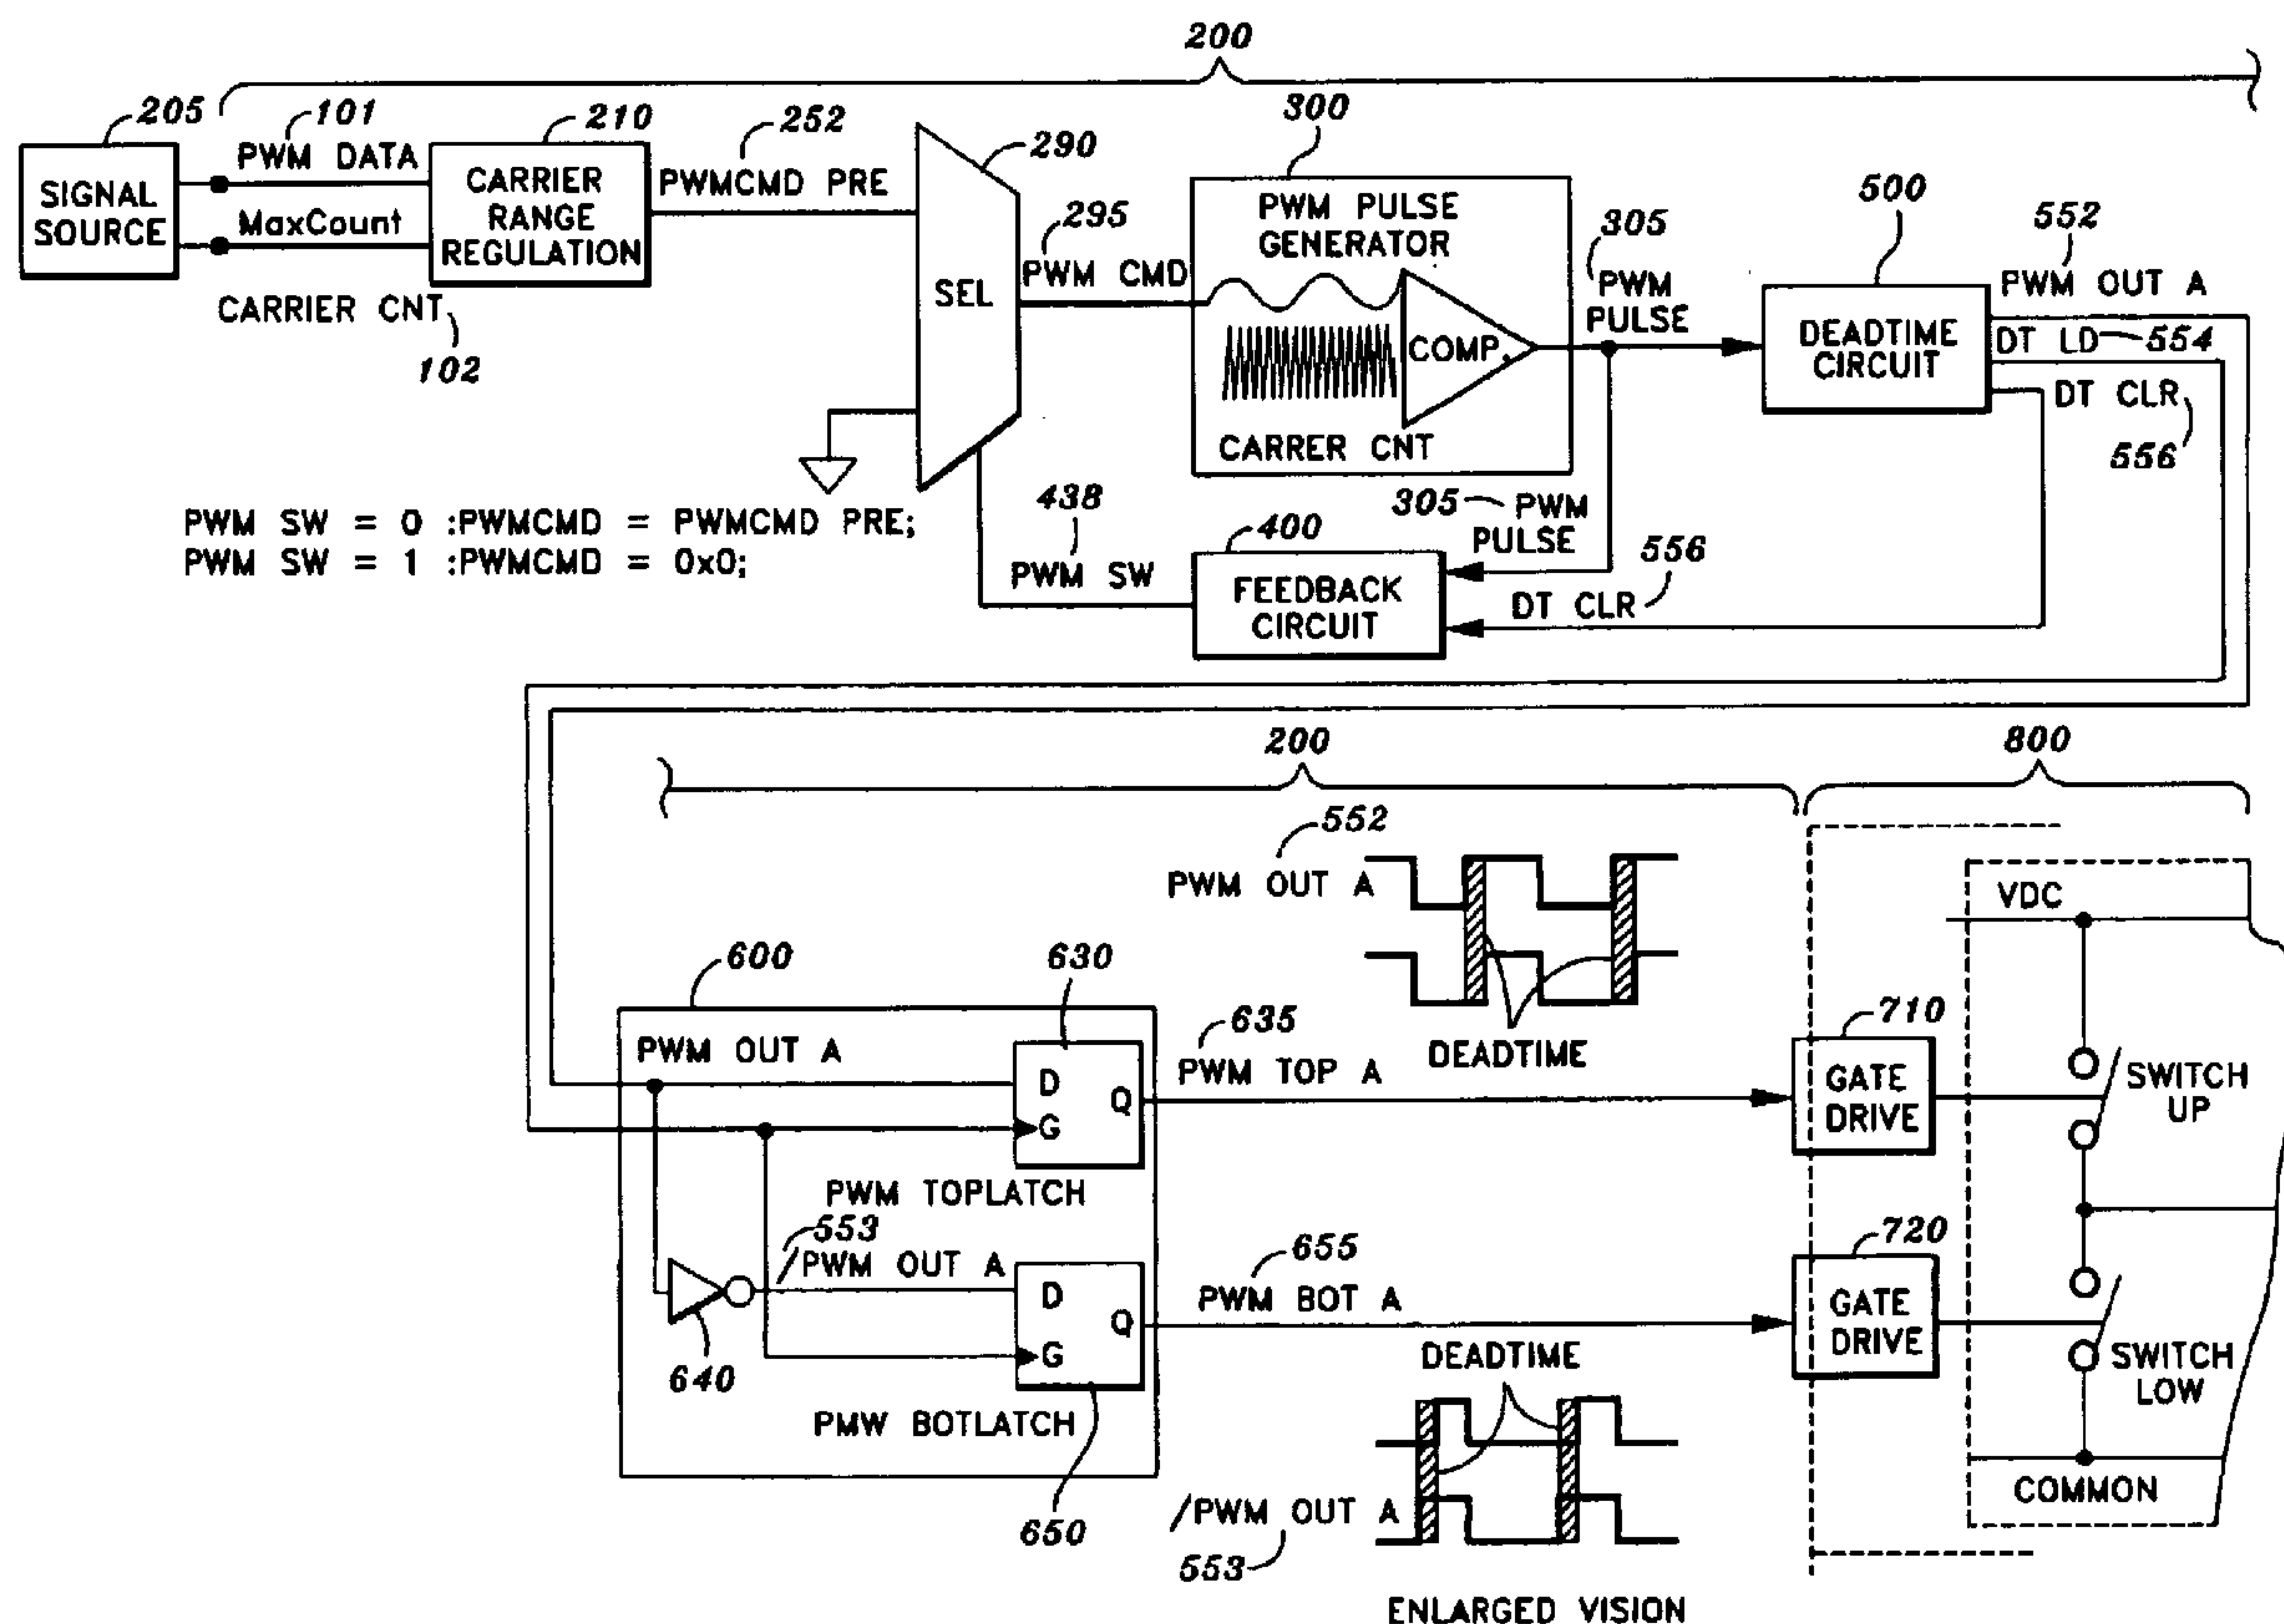 200
205
101
210
252
290
300
SIGNAL
SOURCE
PWM DATA
MaxCount
CARRIER
RANGE
REGULATION
PWMCMD PRE
CARRIER CNT
102
SEL
295
PWM CMD
PWM PULSE
GENERATOR
COMP.
CARRER CNT
305
PWM
PULSE
500
DEADTIME
CIRCUIT
552
PWM OUT A
DT LD 554
DT CLR
556
PWM SW = 0 :PWMCMD = PWMCMD PRE;
PWM SW = 1 :PWMCMD = 0x0;
438
PWM SW
400
FEEDBACK
CIRCUIT
305 PWM
PULSE
556
DT CLR
200
800
552
PWM OUT A
DEADTIME
VDC
600
630
PWM OUT A
D
Q
G
PWM TOPLATCH
635
PWM TOP A
710
GATE
DRIVE
SWITCH
UP
553
/PWM OUT A
640
D
Q
G
PMW BOTLATCH
650
655
PWM BOT A
720
GATE
DRIVE
SWITCH
LOW
DEADTIME
/PWM OUT A
553
COMMON
ENLARGED VISION